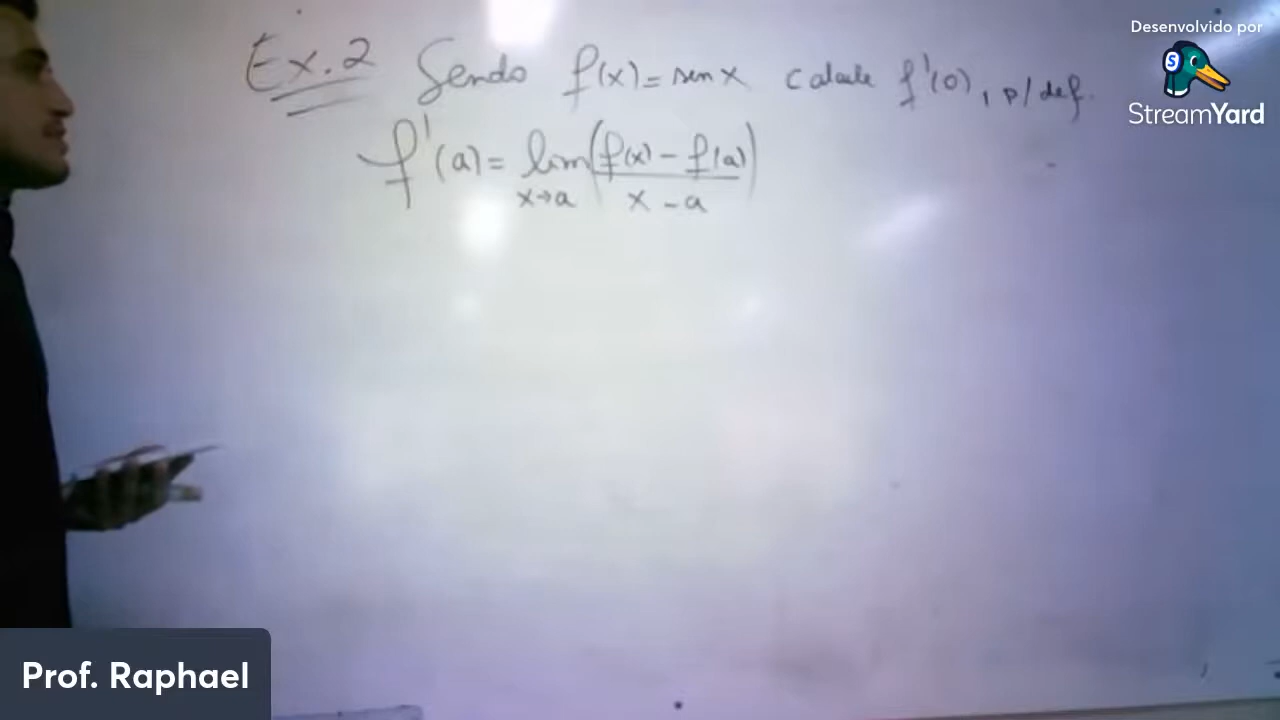 Ex.2 Sendo f(x) = sen x calcule f'(0), p/ def.
f'(a) = lim x→a (f(x) - f(a) / x - a)
Desenvolvido por
StreamYard
Prof. Raphael